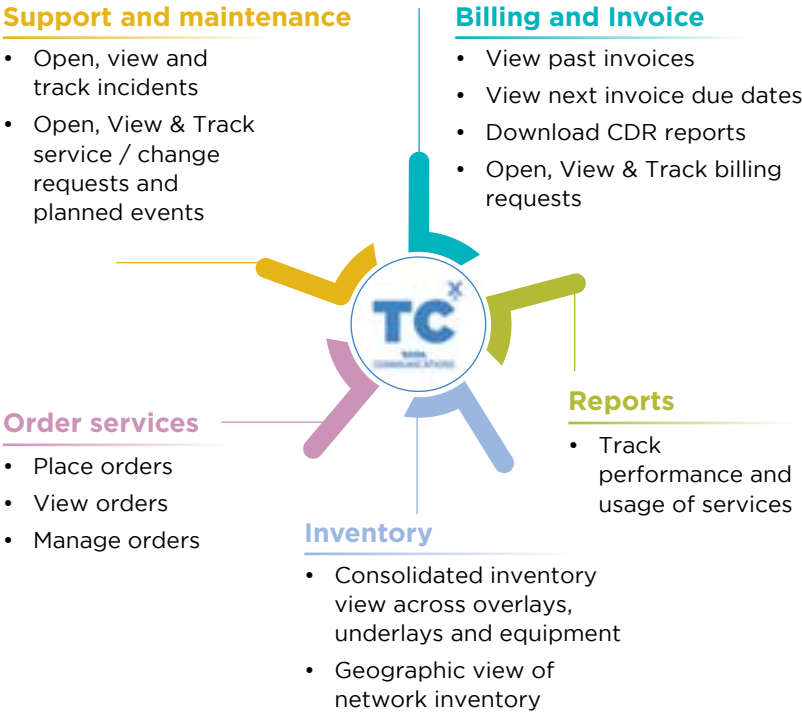 Support and maintenance
• Open, view and
track incidents
• Open, View & Track
service / change
requests and
planned events
Billing and Invoice
• View past invoices
• View next invoice due dates
• Download CDR reports
• Open, View & Track billing
requests
TC
x
TATA
COMMUNICATIONS
Reports
• Track
performance and
usage of services
Order services
• Place orders
• View orders
• Manage orders
Inventory
• Consolidated inventory
view across overlays,
underlays and equipment
• Geographic view of
network inventory